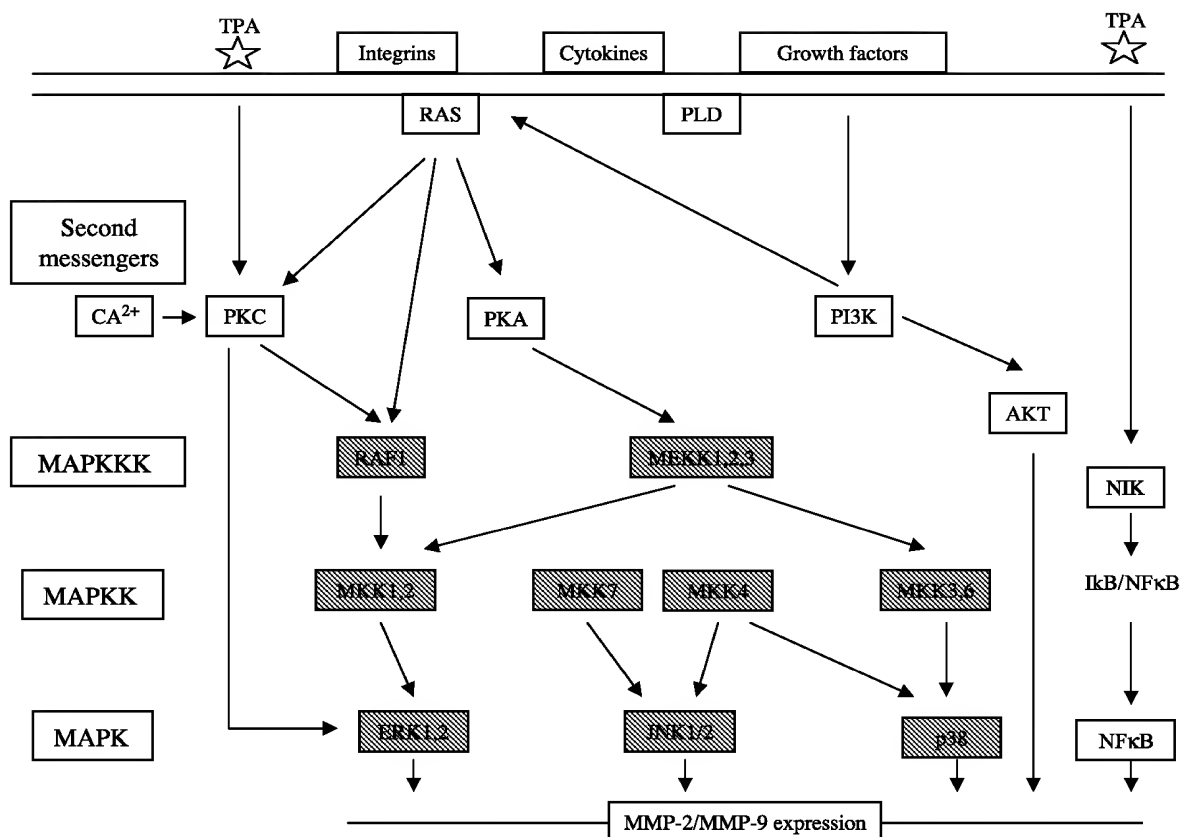 TPA
TPA
Integrins
Cytokines
Growth factors
RAS
PLD
Second
messengers
CA²⁺
PKC
PKA
PI3K
AKT
MAPKKK
RAF1
MEKK1,2,3
NIK
MAPKK
MKK1,2
MKK7
MKK4
MKK3,6
IkB/NFκB
MAPK
ERK1,2
JNK1/2
p38
NFκB
MMP-2/MMP-9 expression